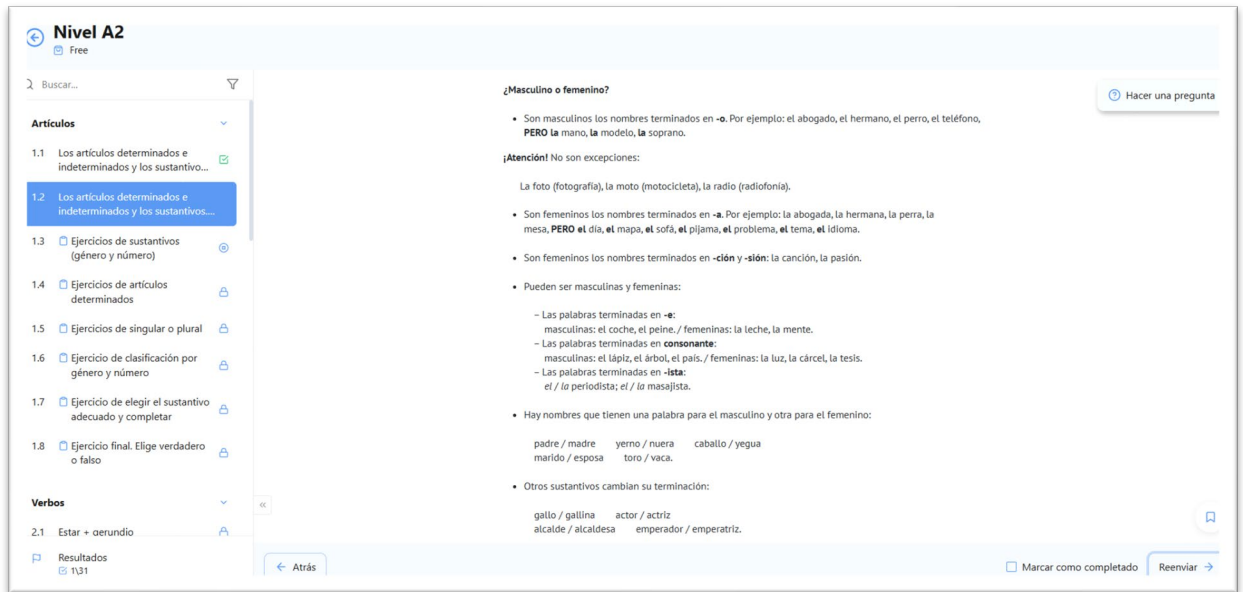 Nivel A2
Free
Buscar...
Artículos
1.1 Los artículos determinados e
indeterminados y los sustantivo...
1.2 Los artículos determinados e
indeterminados y los sustantivos....
1.3 Ejercicios de sustantivos
(género y número)
1.4 Ejercicios de artículos
determinados
1.5 Ejercicios de singular o plural
1.6 Ejercicio de clasificación por
género y número
1.7 Ejercicio de elegir el sustantivo
adecuado y completar
1.8 Ejercicio final. Elige verdadero
o falso
Verbos
2.1 Estar + gerundio
Resultados
1\31
¿Masculino o femenino?
• Son masculinos los nombres terminados en -o. Por ejemplo: el abogado, el hermano, el perro, el teléfono,
PERO la mano, la modelo, la soprano.
¡Atención! No son excepciones:
La foto (fotografía), la moto (motocicleta), la radio (radiofonía).
• Son femeninos los nombres terminados en -a. Por ejemplo: la abogada, la hermana, la perra, la
mesa, PERO el día, el mapa, el sofá, el pijama, el problema, el tema, el idioma.
• Son femeninos los nombres terminados en -ción y -sión: la canción, la pasión.
• Pueden ser masculinas y femeninas:
– Las palabras terminadas en -e:
masculinas: el coche, el peine. / femeninas: la leche, la mente.
– Las palabras terminadas en consonante:
masculinas: el lápiz, el árbol, el país. / femeninas: la luz, la cárcel, la tesis.
– Las palabras terminadas en -ista:
el / la periodista; el / la masajista.
• Hay nombres que tienen una palabra para el masculino y otra para el femenino:
padre / madre yerno / nuera caballo / yegua
marido / esposa toro / vaca.
• Otros sustantivos cambian su terminación:
gallo / gallina actor / actriz
alcalde / alcaldesa emperador / emperatriz.
Hacer una pregunta
← Atrás
Marcar como completado
Reenviar →